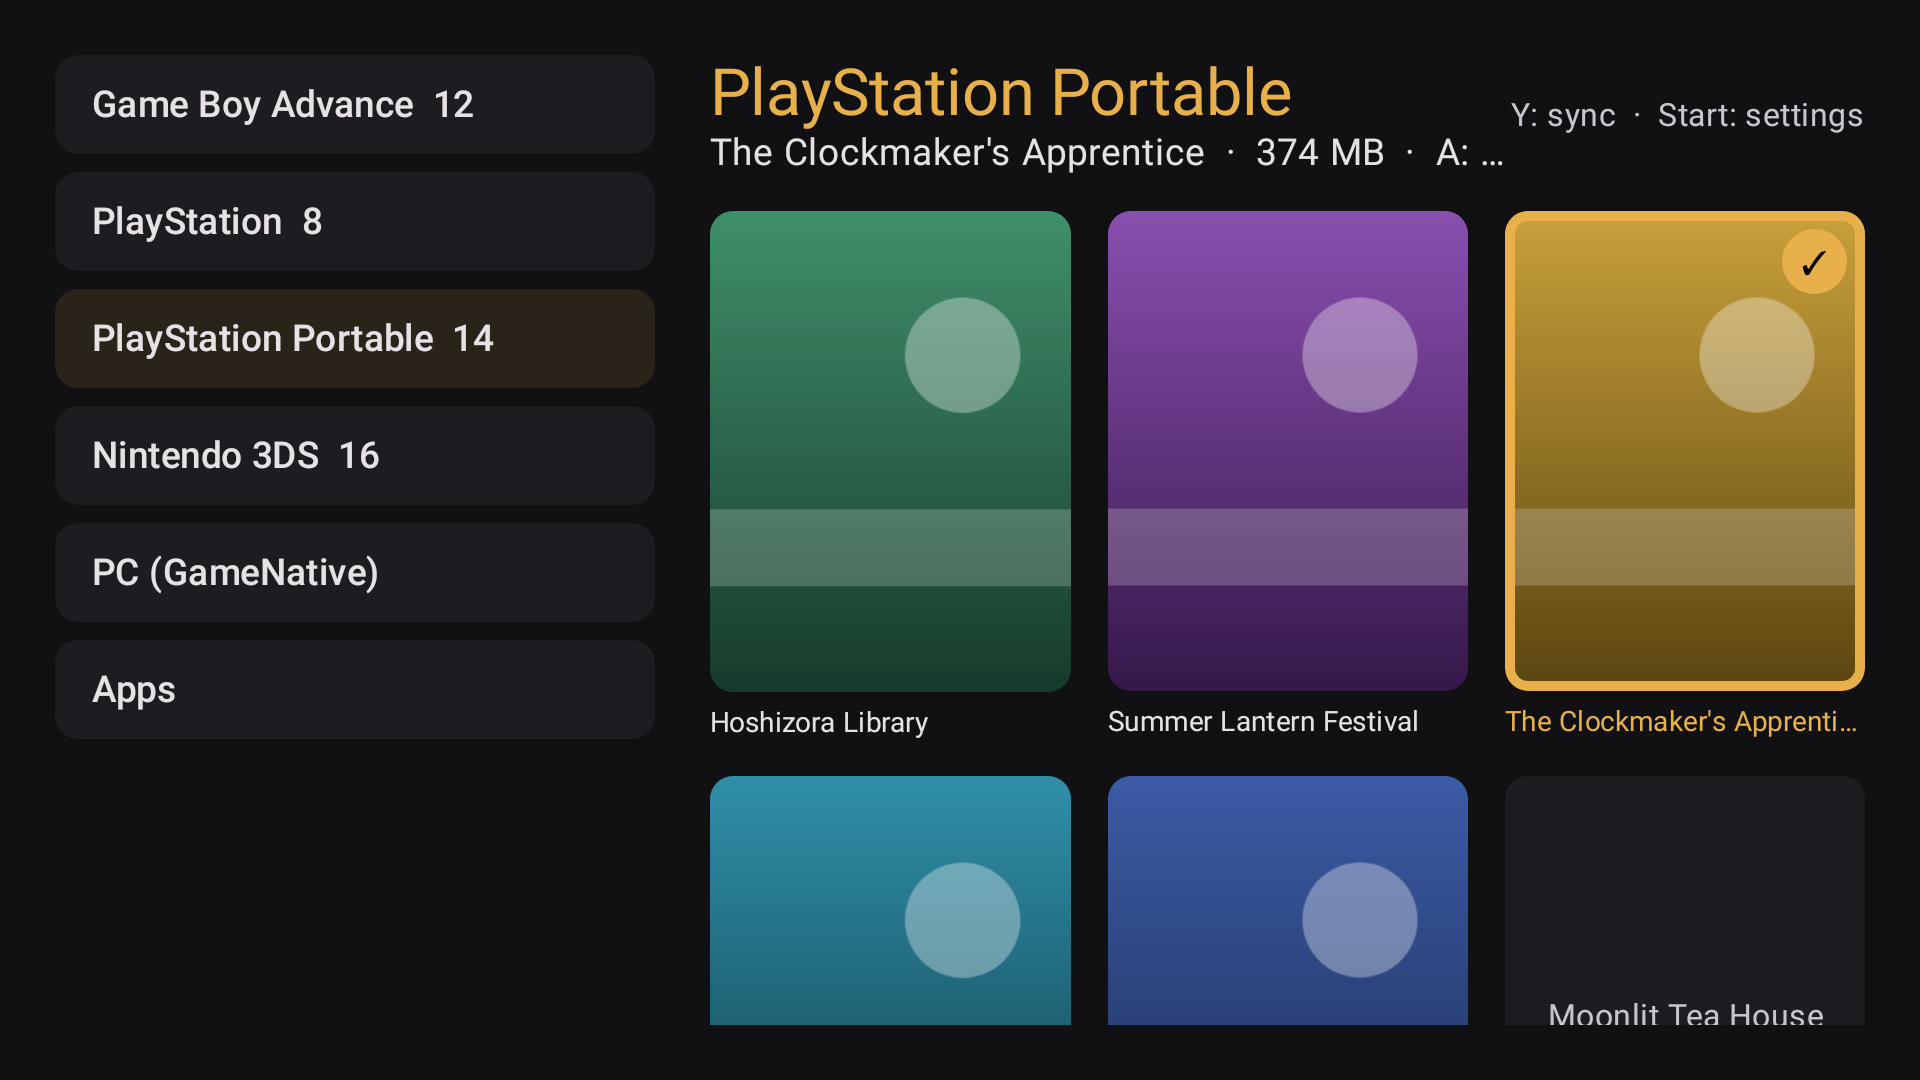 Game Boy Advance 12
PlayStation 8
PlayStation Portable 14
Nintendo 3DS 16
PC (GameNative)
Apps
PlayStation Portable
Y: sync · Start: settings
The Clockmaker's Apprentice · 374 MB · A: …
✓
Hoshizora Library
Summer Lantern Festival
The Clockmaker's Apprenti…
Moonlit Tea House